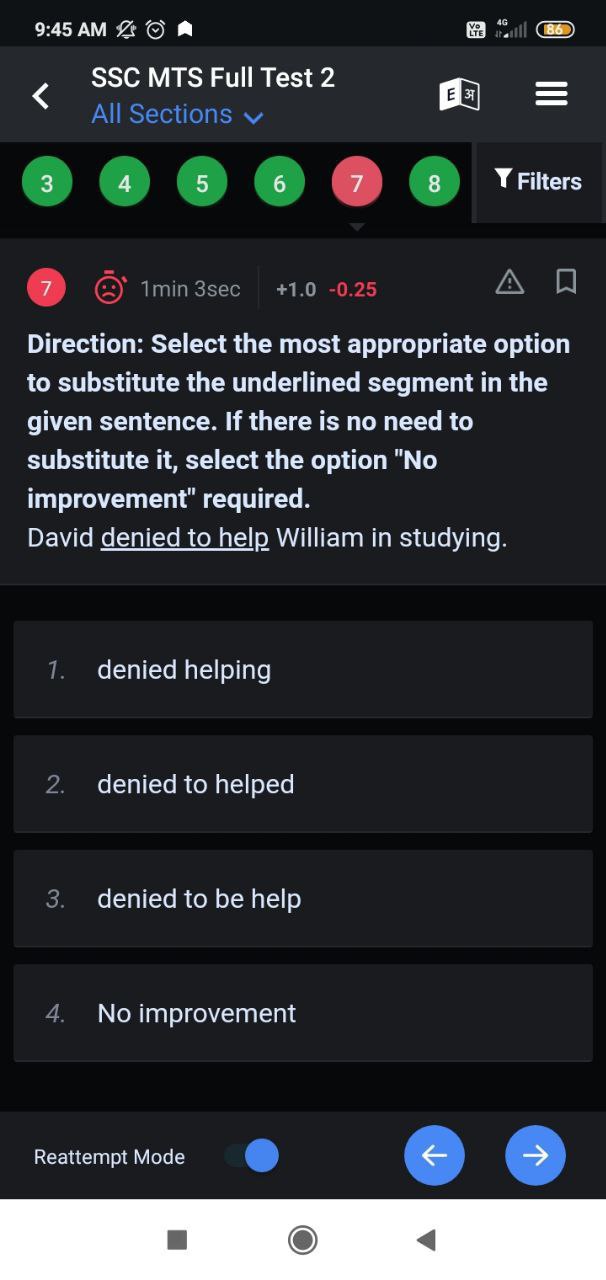 9:45 AM
Vo LTE 4G 86
SSC MTS Full Test 2
All Sections
E अ
3 4 5 6 7 8 Filters
7 1min 3sec +1.0 -0.25
Direction: Select the most appropriate option
to substitute the underlined segment in the
given sentence. If there is no need to
substitute it, select the option "No
improvement" required.
David denied to help William in studying.
1. denied helping
2. denied to helped
3. denied to be help
4. No improvement
Reattempt Mode